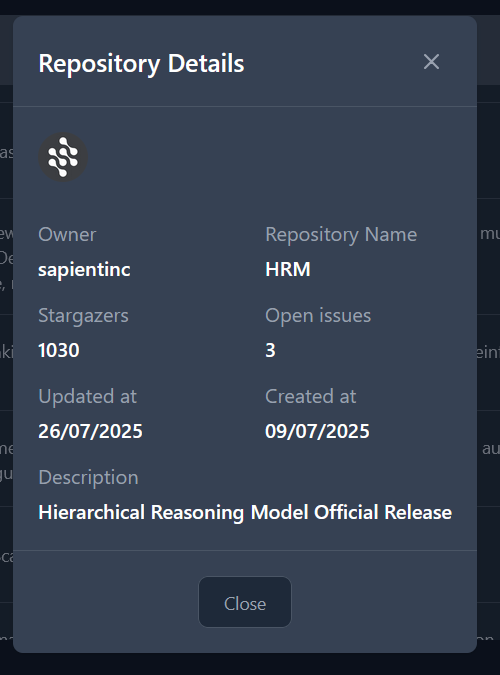 Repository Details
Owner
Repository Name
sapientinc
HRM
Stargazers
Open issues
1030
3
Updated at
Created at
26/07/2025
09/07/2025
Description
Hierarchical Reasoning Model Official Release
Close